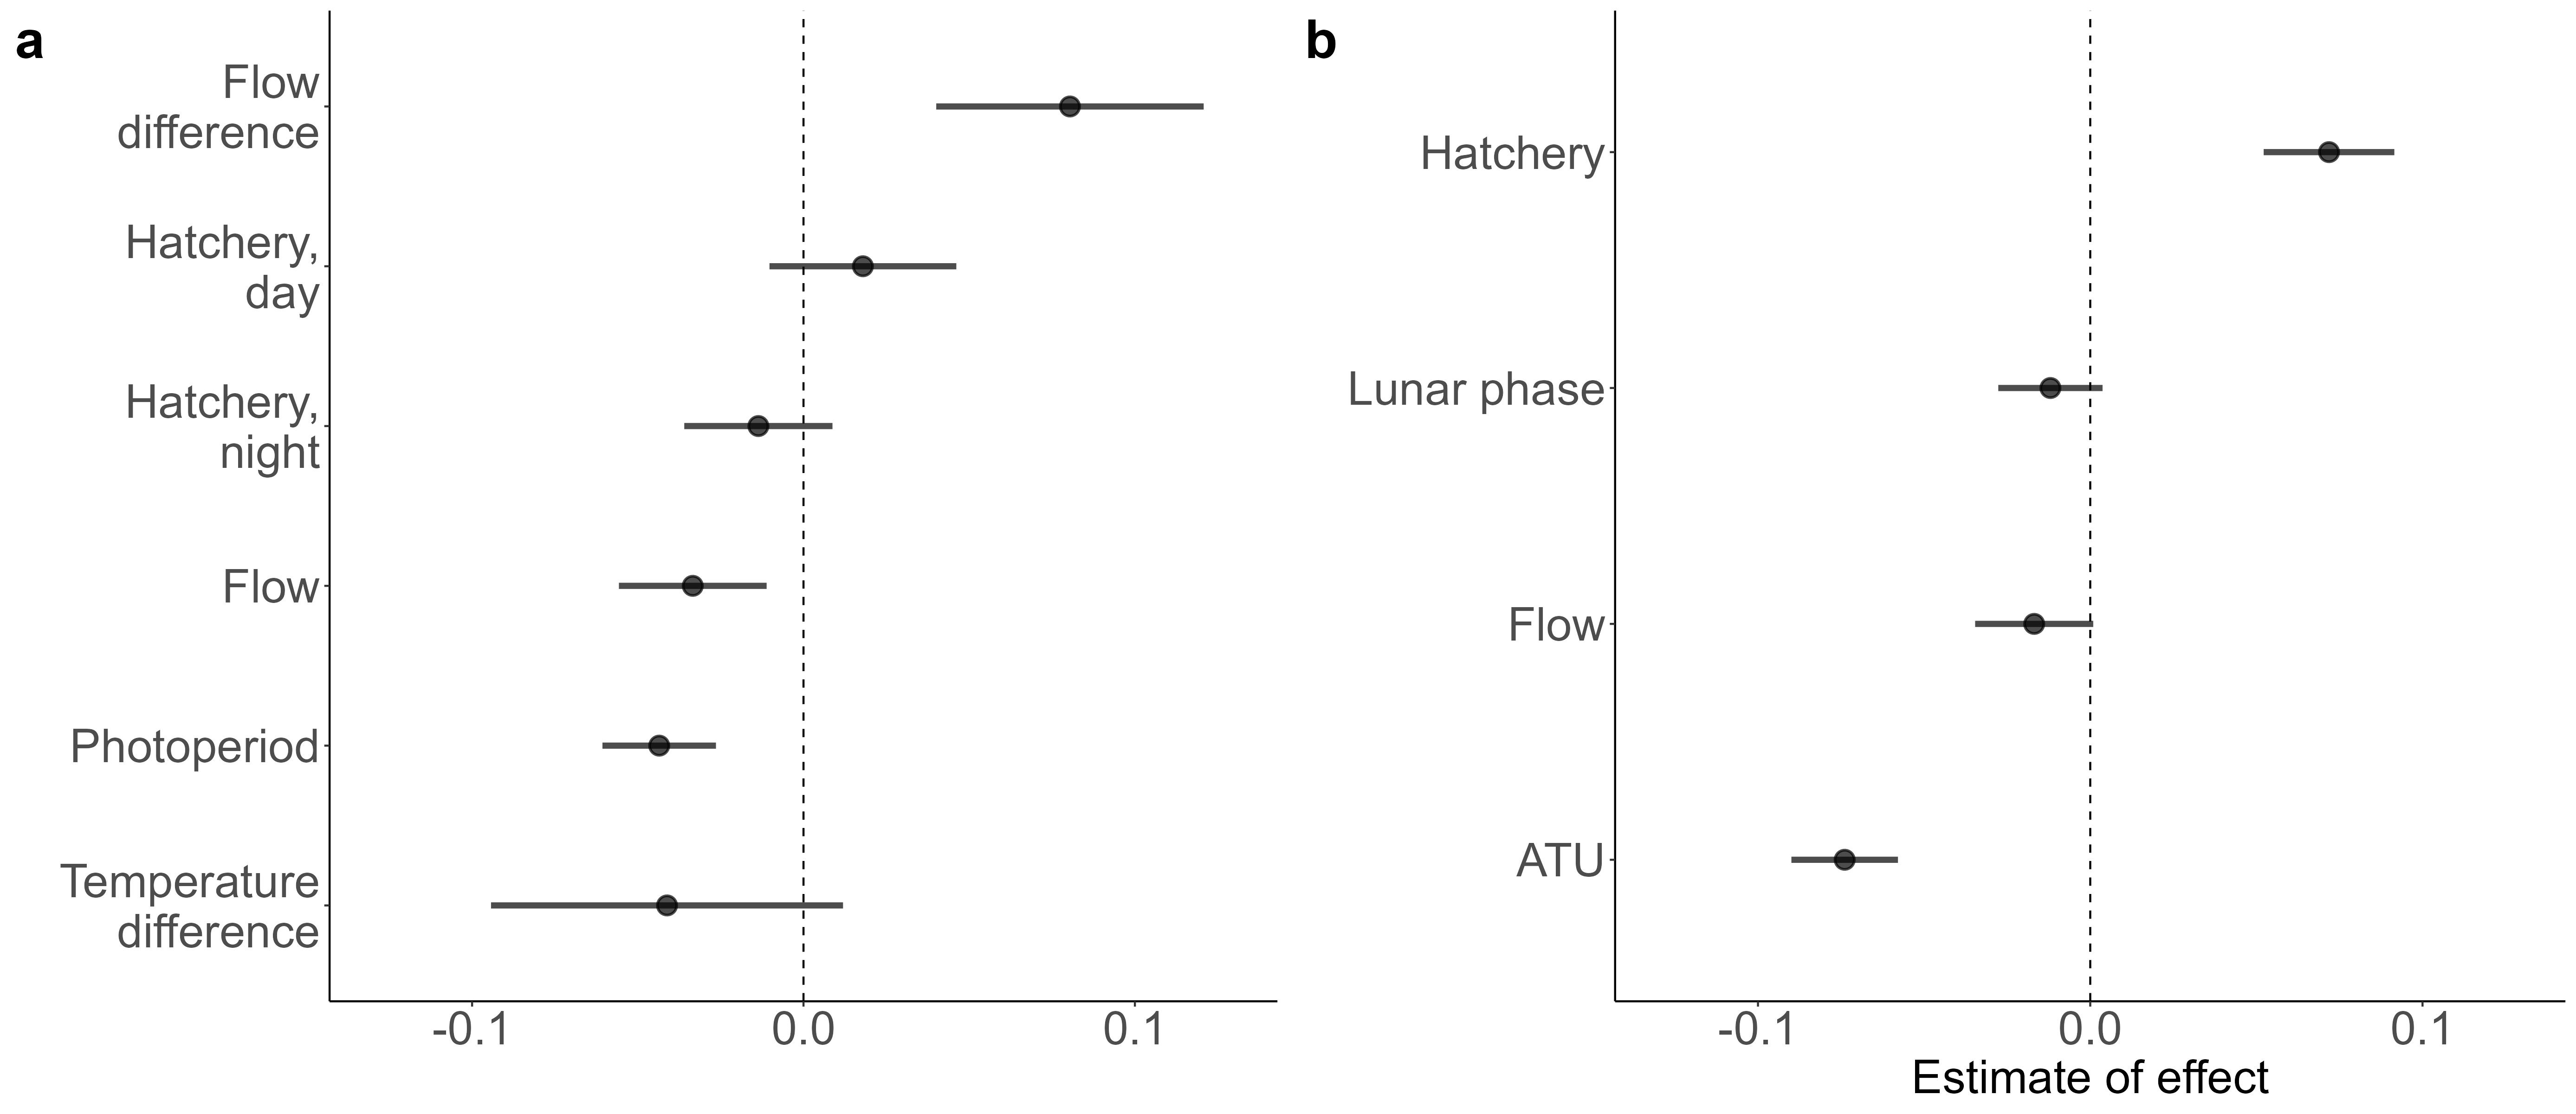 a
Flow
difference
Hatchery,
day
Hatchery,
night
Flow
Photoperiod
Temperature
difference
-0.1 0.0 0.1
b
Hatchery
Lunar phase
Flow
ATU
-0.1 0.0 0.1
Estimate of effect